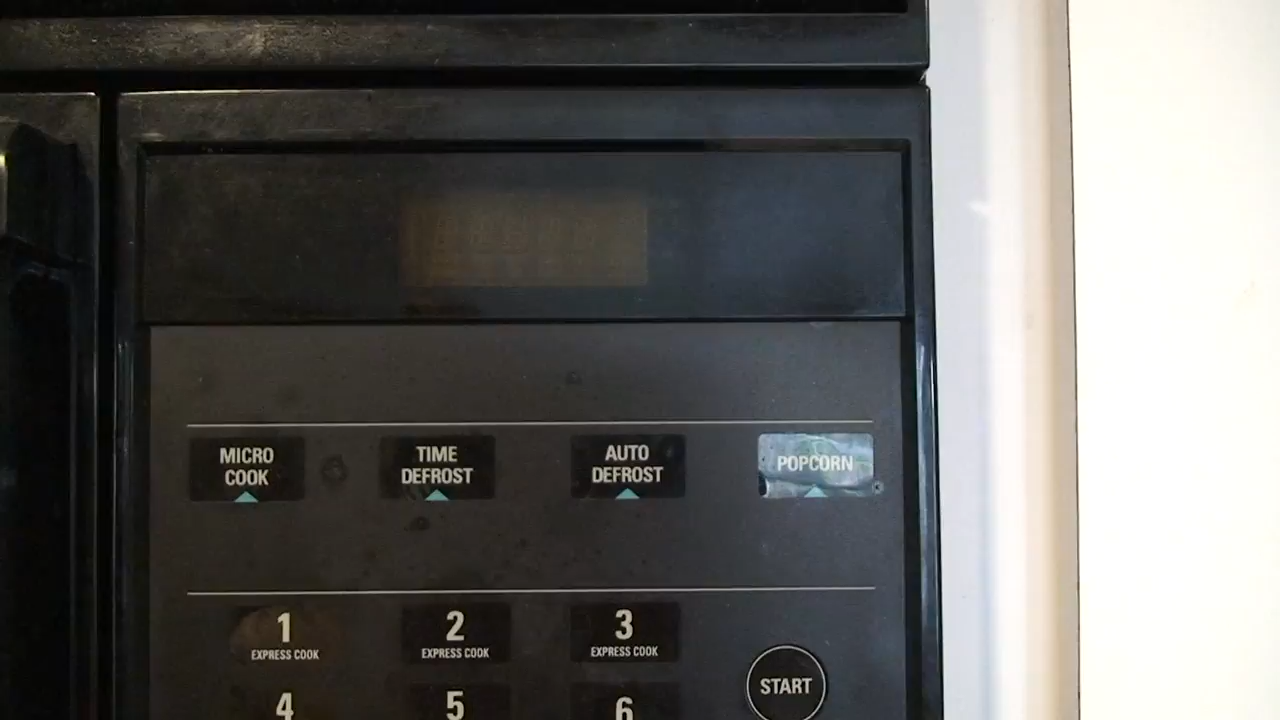 MICRO
COOK
TIME
DEFROST
AUTO
DEFROST
POPCORN
1
EXPRESS COOK
2
EXPRESS COOK
3
EXPRESS COOK
START
4
5
6